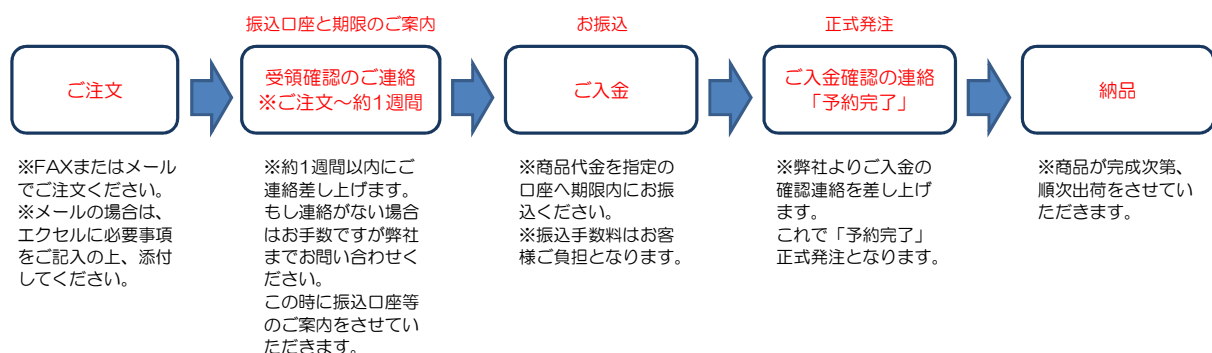 振込口座と期限のご案内
お振込
正式発注
ご注文
受領確認のご連絡
※ご注文～約1週間
ご入金
ご入金確認の連絡
「予約完了」
納品
※FAXまたはメール
でご注文ください。
※メールの場合は、
エクセルに必要事項
をご記入の上、添付
してください。
※約1週間以内にご
連絡差し上げます。
もし連絡がない場合
はお手数ですが弊社
までお問い合わせく
ださい。
この時に振込口座等
のご案内をさせてい
ただきます。
※商品代金を指定の
口座へ期限内にお振
込ください。
※振込手数料はお客
様ご負担となります。
※弊社よりご入金の
確認連絡を差し上げ
ます。
これで「予約完了」
正式発注となります。
※商品が完成次第、
順次出荷をさせてい
ただきます。